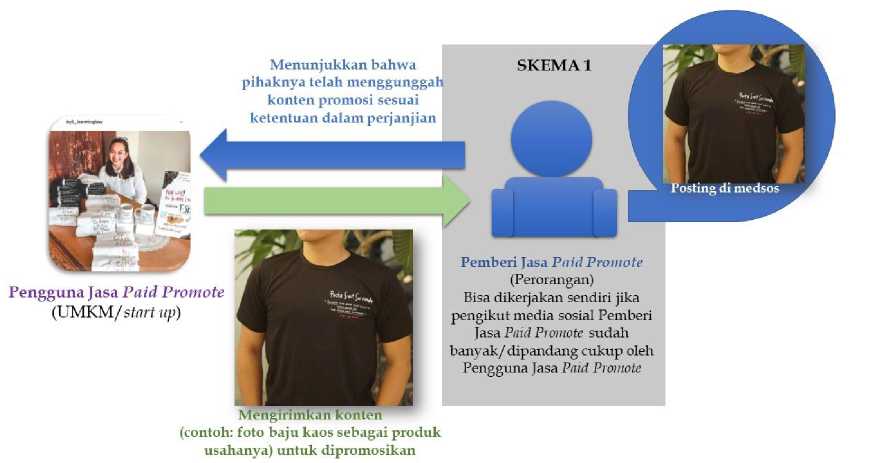 SKEMA 1
Menunjukkan bahwa
pihaknya telah menggunggah
konten promosi sesuai
ketentuan dalam perjanjian
Posting di medsos
Pengguna Jasa Paid Promote
(UMKM/start up)
Pemberi Jasa Paid Promote
(Perorangan)
Bisa dikerjakan sendiri jika
pengikut media sosial Pemberi
Jasa Paid Promote sudah
banyak/dipandang cukup oleh
Pengguna Jasa Paid Promote
Mengirimkan konten
(contoh: foto baju kaos sebagai produk
usahanya) untuk dipromosikan